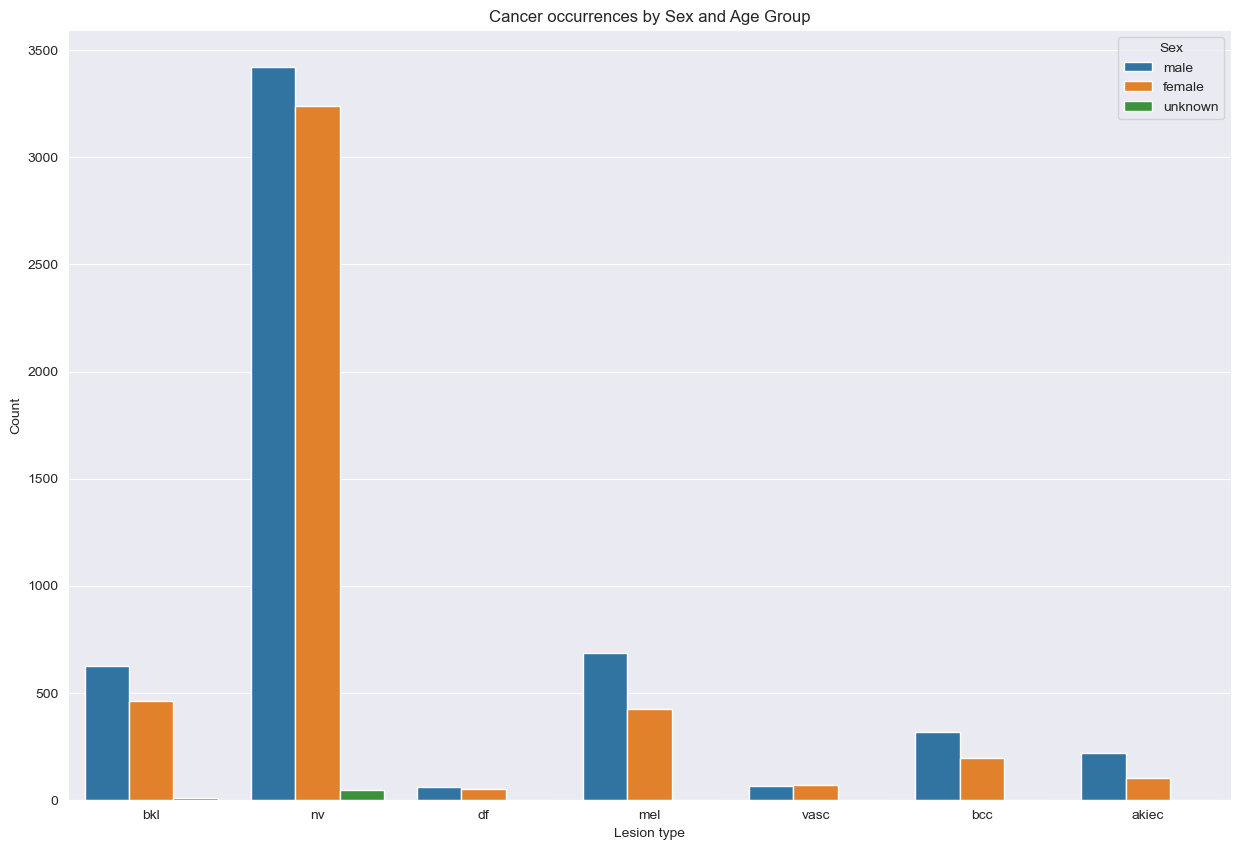 Cancer occurrences by Sex and Age Group
Sex
male
female
unknown
3500
3000
2500
2000
1500
1000
500
0
Count
bkl
nv
df
mel
vasc
bcc
akiec
Lesion type